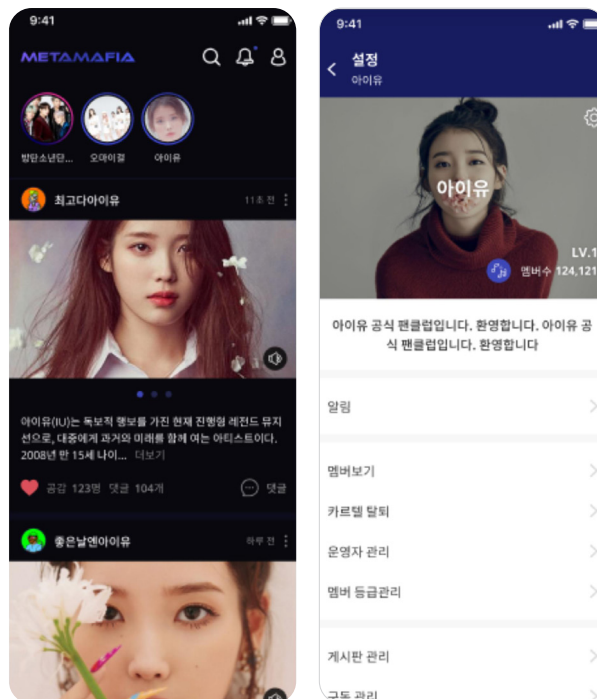 9:41
METAMAFIA
방탄소년단...
오마이걸
아이유
최고다아이유
11초 전
아이유(IU)는 독보적 행보를 가진 현재 진행형 레전드 뮤지
션으로, 대중에게 과거와 미래를 함께 여는 아티스트이다.
2008년 만 15세 나이... 더보기
공감 123명 댓글 104개
댓글
좋은날엔아이유
하루 전
9:41
설정
아이유
아이유
LV.1
멤버수 124,121
아이유 공식 팬클럽입니다. 환영합니다. 아이유 공
식 팬클럽입니다. 환영합니다
알림
멤버보기
카르텔 탈퇴
운영자 관리
멤버 등급관리
게시판 관리
구독 관리